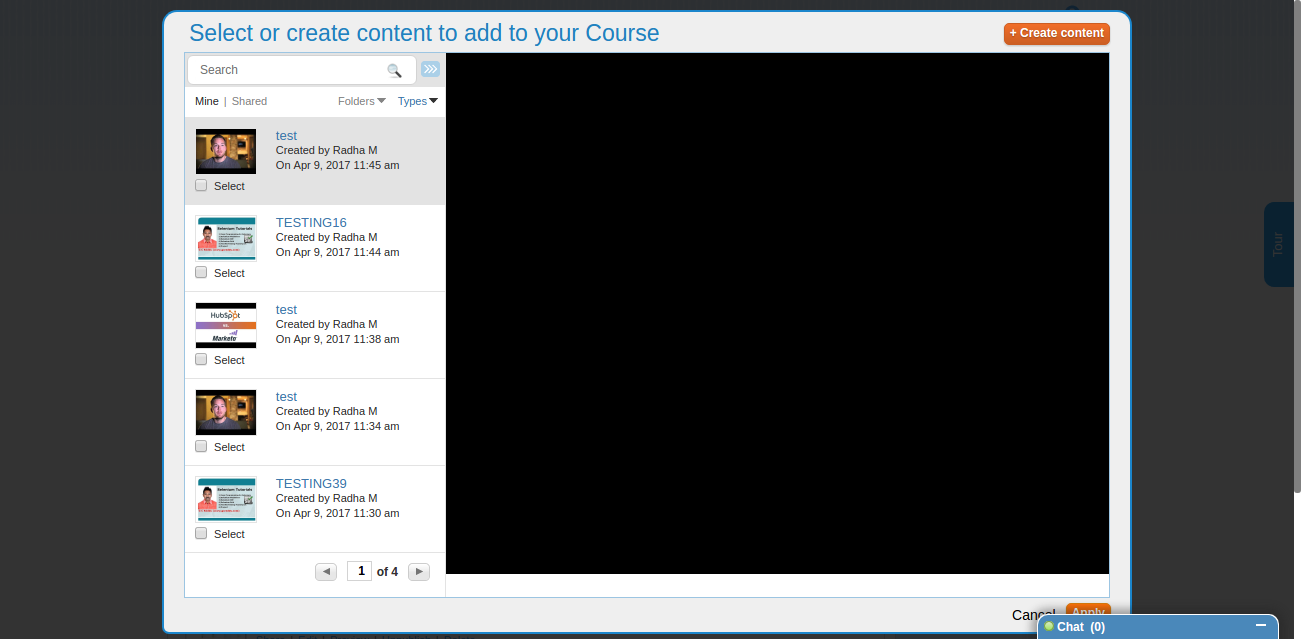 Select or create content to add to your Course
+ Create content
Search
Mine | Shared
Folders
Types
test
Created by Radha M
On Apr 9, 2017 11:45 am
Select
Selenium Tutorials
TESTING16
Created by Radha M
On Apr 9, 2017 11:44 am
Select
HubSpot
vs.
Marketo
test
Created by Radha M
On Apr 9, 2017 11:38 am
Select
test
Created by Radha M
On Apr 9, 2017 11:34 am
Select
Selenium Tutorials
TESTING39
Created by Radha M
On Apr 9, 2017 11:30 am
Select
1 of 4
Cancel
Apply
Chat (0)
Tour